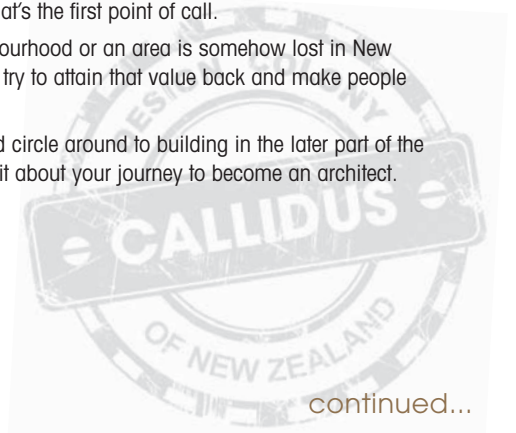 at's the first point of call.
ourhood or an area is somehow lost in New
try to attain that value back and make people
d circle around to building in the later part of the
it about your journey to become an architect.
DESIGN COLONY
CALLIDUS
OF NEW ZEALAND
continued...